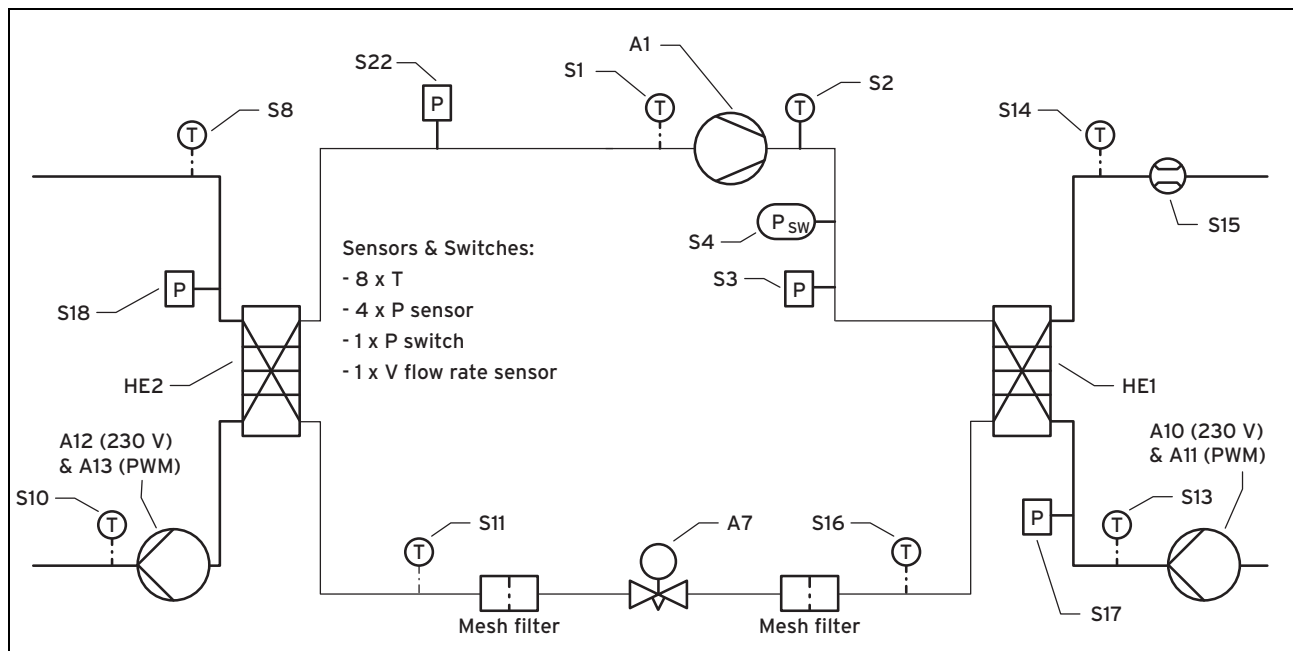 A1
S22
S1
S2
S8
S14
P
T
T
T
T
S15
P SW
S4
Sensors & Switches:
- 8 x T
- 4 x P sensor
- 1 x P switch
- 1 x V flow rate sensor
P
S18
S3
P
HE2
HE1
A12 (230 V)
& A13 (PWM)
A10 (230 V)
& A11 (PWM)
S10
T
S11
T
A7
S16
T
S13
T
P
S17
Mesh filter
Mesh filter